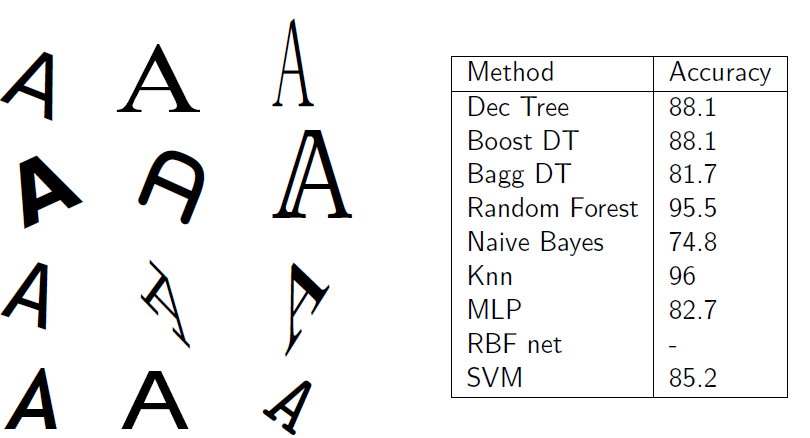 A A A
A A A
A A A
A A A
Method Accuracy
Dec Tree 88.1
Boost DT 88.1
Bagg DT 81.7
Random Forest 95.5
Naive Bayes 74.8
Knn 96
MLP 82.7
RBF net -
SVM 85.2